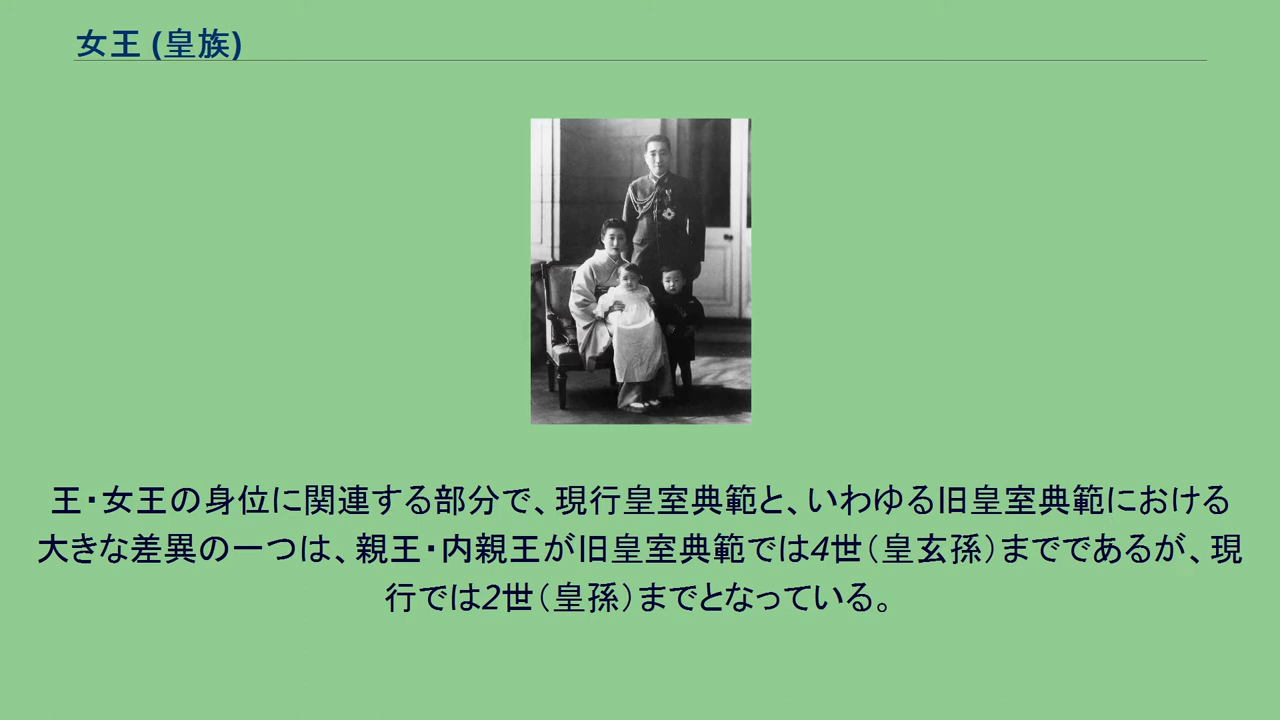 女王 (皇族)
王・女王の身位に関連する部分で、現行皇室典範と、いわゆる旧皇室典範における
大きな差異の一つは、親王・内親王が旧皇室典範では4世（皇玄孫）までであるが、現
行では2世（皇孫）までとなっている。